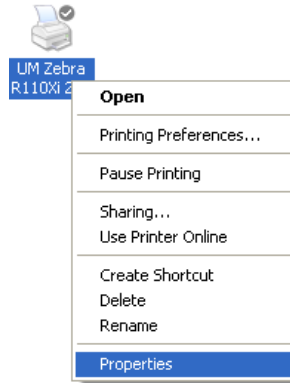 UM Zebra
R110Xi 2
Open
Printing Preferences...
Pause Printing
Sharing...
Use Printer Online
Create Shortcut
Delete
Rename
Properties